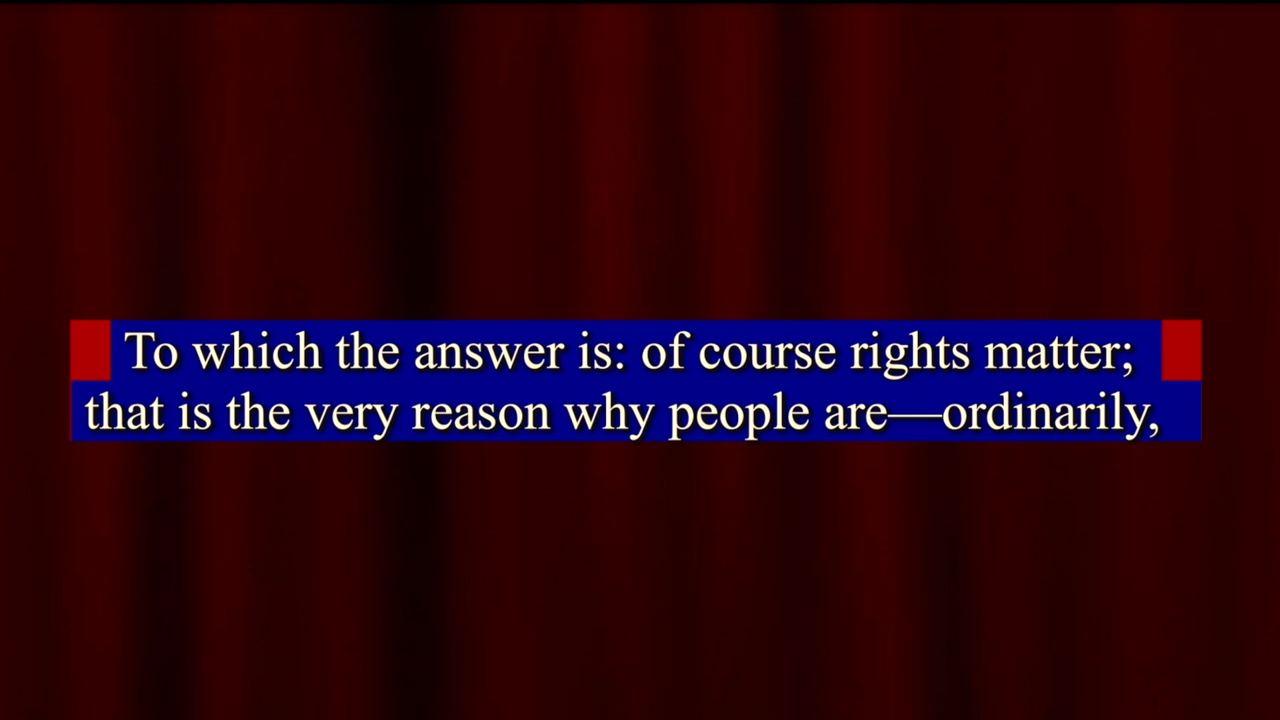 To which the answer is: of course rights matter;
that is the very reason why people are—ordinarily,